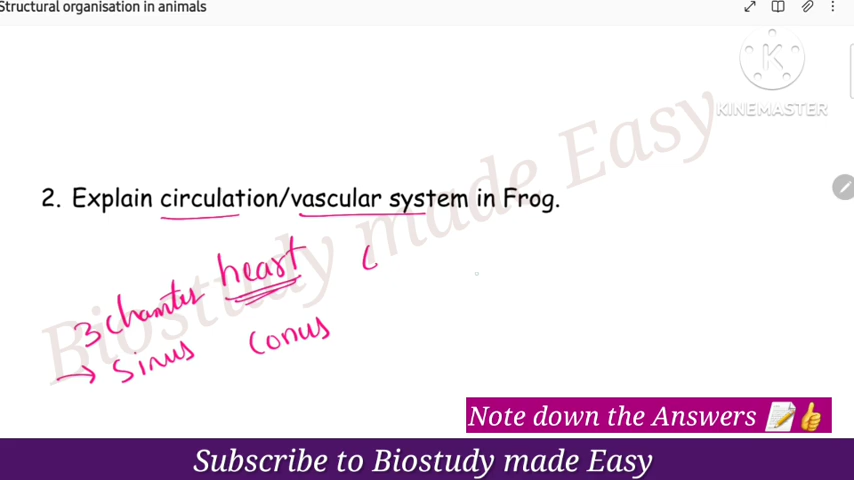 Structural organisation in animals
KINEMASTER
Biostudy made Easy
2. Explain circulation/vascular system in Frog.
3 chamber heart (
→ Sinus Conus
Note down the Answers 📝👍
Subscribe to Biostudy made Easy